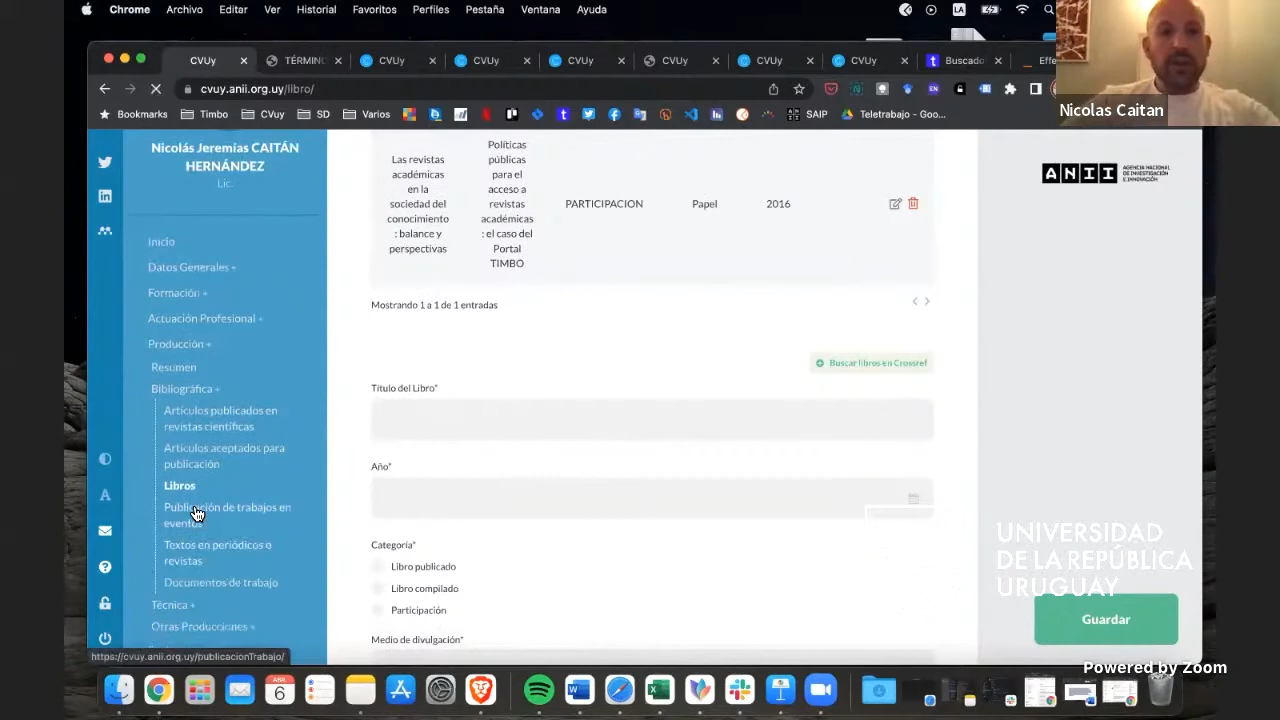 Chrome Archivo Editar Ver Historial Favoritos Perfiles Pestaña Ventana Ayuda
LA
CVUy TÉRMIN CVUy CVUy CVUy CVUy CVUy CVUy Buscado Effe
cvuy.anii.org.uy/libro/
Bookmarks Timbo CVuy SD Varios SAIP Teletrabajo - Goo...
Nicolas Caitan
Nicolás Jeremías CAITÁN
HERNÁNDEZ
Lic.
Inicio
Datos Generales +
Formación +
Actuación Profesional +
Producción +
Resumen
Bibliográfica +
Artículos publicados en
revistas científicas
Artículos aceptados para
publicación
Libros
Publicación de trabajos en
eventos
Textos en periódicos o
revistas
Documentos de trabajo
Técnica +
Otras Producciones +
https://cvuy.anii.org.uy/publicacionTrabajo/
Las revistas
académicas
en la
sociedad del
conocimiento
: balance y
perspectivas
Políticas
públicas
para el
acceso a
revistas
académicas
: el caso del
Portal
TIMBO
PARTICIPACION
Papel
2016
Mostrando 1 a 1 de 1 entradas
Buscar libros en Crossref
Título del Libro*
Año*
Categoría*
Libro publicado
Libro compilado
Participación
Medio de divulgación*
ANII
AGENCIA NACIONAL
DE INVESTIGACIÓN
E INNOVACIÓN
UNIVERSIDAD
DE LA REPÚBLICA
URUGUAY
Guardar
Powered by Zoom
ABR.
6